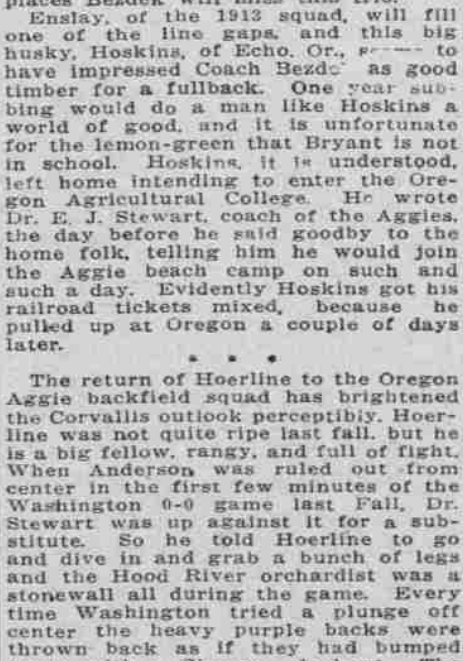 places Bezdek will miss this trio.
Enslay, of the 1913 squad, will fill
one of the line gaps, and this big
husky, Hoskins, of Echo, Or., to
have impressed Coach as good
timber for a fullback. One year sub-
bing would do a man like Hoskins a
world of good, and it is unfortunate
for the lemon-green that Bryant is not
in school. Hoskins, it is understood,
left home intending to enter the Ore-
gon Agricultural College. He wrote
Dr. E. J. Stewart, coach of the Aggies,
the day before he said goodby to the
home folk, telling him he would join
the Aggie beach camp on such and
such a day. Evidently Hoskins got his
railroad tickets mixed, because he
pulled up at Oregon a couple of days
later.
* * *
The return of Hoerline to the Oregon
Aggie backfield squad has brightened
the Corvallis outlook perceptibly. Hoer-
line was not quite ripe last fall, but he
is a big fellow, rangy, and full of fight.
When Anderson was ruled out from
center in the first few minutes of the
Washington 0-0 game last Fall, Dr.
Stewart was up against it for a sub-
stitute. So he told Hoerline to go
and dive in and grab a bunch of legs
and the Hood River orchardist was a
stonewall all during the game. Every
time Washington tried a plunge off
center the heavy purple backs were
thrown back as if they had bumped